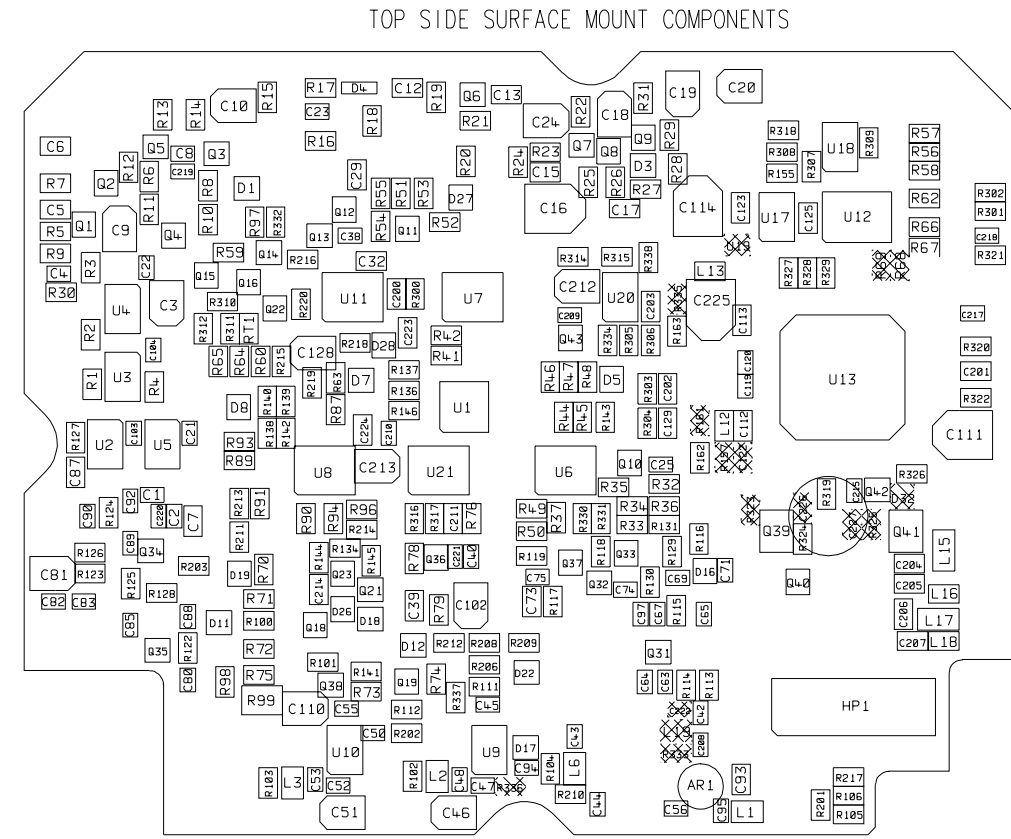 TOP SIDE SURFACE MOUNT COMPONENTS
R17 D4 C12 R19 Q6 C13 R31 C19 C20
R15 C10 R13 R14 C23 R18 R21 C24 R22 C18 R29
R318 R309 R57
C6 Q5 C8 Q3 R16 R20 R24 R23 Q7 Q8 Q9 R308 U18 R56
R12 R6 C219 C29 C15 D3 R28 R155 R307 R58
R7 Q2 R8 D1 R55 R51 R53 D27 R25 R26 R27 R62 R302
C5 R11 R10 R97 R332 Q12 R54 R52 C16 C17 C114 C123 U17 C125 U12 R301
Q1 R5 C9 Q4 Q13 C38 Q11 R66 C218
R9 R59 Q14 R216 C32 R314 R315 R338 R67 R321
C4 R3 C22 Q15 Q16 L13 R327 R328 R329
R30 U4 C3 R310 Q22 R220 U11 C200 R300 U7 C212 U20 C203 C225
R2 R312 R311 RT1 C223 R42 C209 R163 C113 C217
C104 R65 R64 R60 R215 C128 R218 D28 R41 Q43 R334 R305 R306 R320
R1 U3 R4 R219 R63 D7 R137 R46 R47 R48 D5 R303 C202 C120 C119 U13 C201
D8 R140 R139 R87 R136 R146 U1 R44 R45 R143 R304 C129 L12 C112 R322
R127 U2 C103 U5 C21 R138 R142 C224 C210 C111
R93 R89 U8 C213 U21 U6 Q10 C25 R162
C87 R35 R32 R326
C90 R124 C92 C1 C220 C2 C7 R213 R91 R90 R94 R96 R316 R317 C211 R76 R49 R37 R330 R331 R34 R36 R319 C215 Q42
C89 Q34 R211 R214 R50 R33 R131 R116 Q39 R324 Q41
R126 R144 R134 R145 R78 Q36 C221 C40 R119 Q37 R118 Q33 L15
C81 R123 R203 D19 R70 Q23 C204
R125 R128 C214 Q21 C75 Q32 C74 R130 C69 D16 C71 Q40 C205
C82 C83 R71 D26 C39 R79 C102 C73 R117 C97 C67 R115 C65 L16
C85 C88 D11 R100 Q18 D18 C206 L17
Q35 R122 R72 D12 R212 R208 R209 Q31 C207 L18
C80 R98 R75 R101 R141 R206 D22
R99 Q38 R73 Q19 R74 R111 C64 C63 R114 R113
C110 C55 R112 R337 C45 C42 HP1
C50 R202 C43 C208
U10 U9 D17
R103 L3 C53 C52 R102 L2 C48 C47 C94 R104 L6 AR1 C93 R217
R210 C44 R106
C51 C46 C56 C95 L1 R201 R105